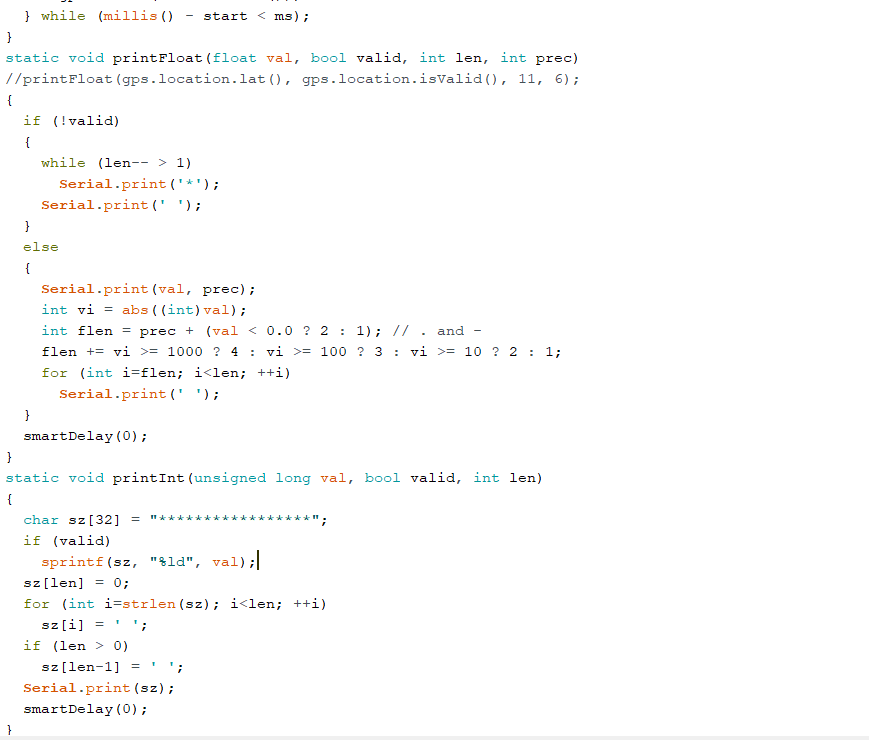 } while (millis() - start < ms);
}
static void printFloat(float val, bool valid, int len, int prec)
//printFloat(gps.location.lat(), gps.location.isValid(), 11, 6);
{
  if (!valid)
  {
    while (len-- > 1)
      Serial.print('*');
    Serial.print(' ');
  }
  else
  {
    Serial.print(val, prec);
    int vi = abs((int)val);
    int flen = prec + (val < 0.0 ? 2 : 1); // . and -
    flen += vi >= 1000 ? 4 : vi >= 100 ? 3 : vi >= 10 ? 2 : 1;
    for (int i=flen; i<len; ++i)
      Serial.print(' ');
  }
  smartDelay(0);
}
static void printInt(unsigned long val, bool valid, int len)
{
  char sz[32] = "*****************";
  if (valid)
    sprintf(sz, "%ld", val);
  sz[len] = 0;
  for (int i=strlen(sz); i<len; ++i)
    sz[i] = ' ';
  if (len > 0)
    sz[len-1] = ' ';
  Serial.print(sz);
  smartDelay(0);
}